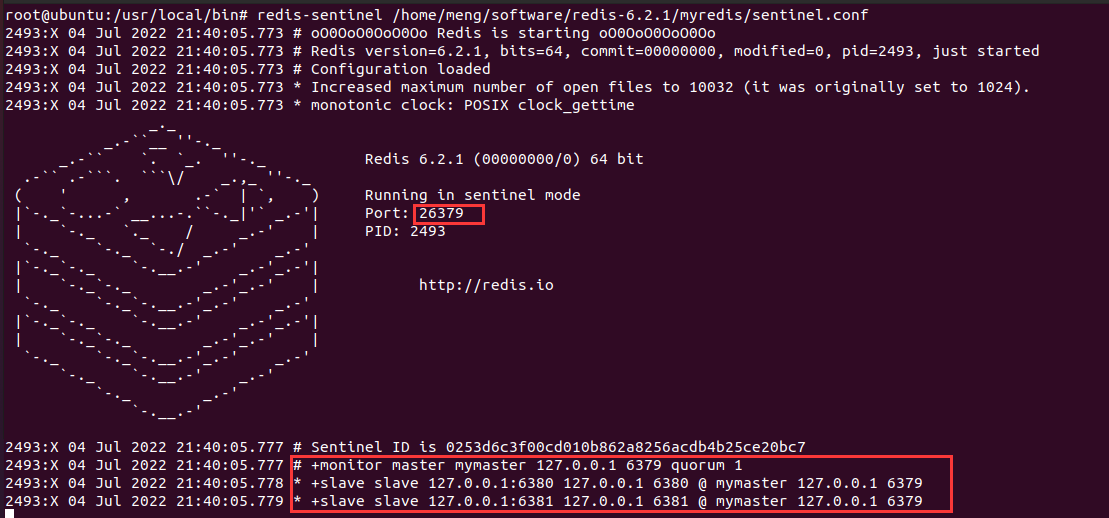 root@ubuntu:/usr/local/bin# redis-sentinel /home/meng/software/redis-6.2.1/myredis/sentinel.conf
2493:X 04 Jul 2022 21:40:05.773 # oO0OoO0OoO0Oo Redis is starting oO0OoO0OoO0Oo
2493:X 04 Jul 2022 21:40:05.773 # Redis version=6.2.1, bits=64, commit=00000000, modified=0, pid=2493, just started
2493:X 04 Jul 2022 21:40:05.773 # Configuration loaded
2493:X 04 Jul 2022 21:40:05.773 * Increased maximum number of open files to 10032 (it was originally set to 1024).
2493:X 04 Jul 2022 21:40:05.773 * monotonic clock: POSIX clock_gettime
Redis 6.2.1 (00000000/0) 64 bit
Running in sentinel mode
Port: 26379
PID: 2493
http://redis.io
2493:X 04 Jul 2022 21:40:05.777 # Sentinel ID is 0253d6c3f00cd010b862a8256acdb4b25ce20bc7
2493:X 04 Jul 2022 21:40:05.777 # +monitor master mymaster 127.0.0.1 6379 quorum 1
2493:X 04 Jul 2022 21:40:05.778 * +slave slave 127.0.0.1:6380 127.0.0.1 6380 @ mymaster 127.0.0.1 6379
2493:X 04 Jul 2022 21:40:05.779 * +slave slave 127.0.0.1:6381 127.0.0.1 6381 @ mymaster 127.0.0.1 6379